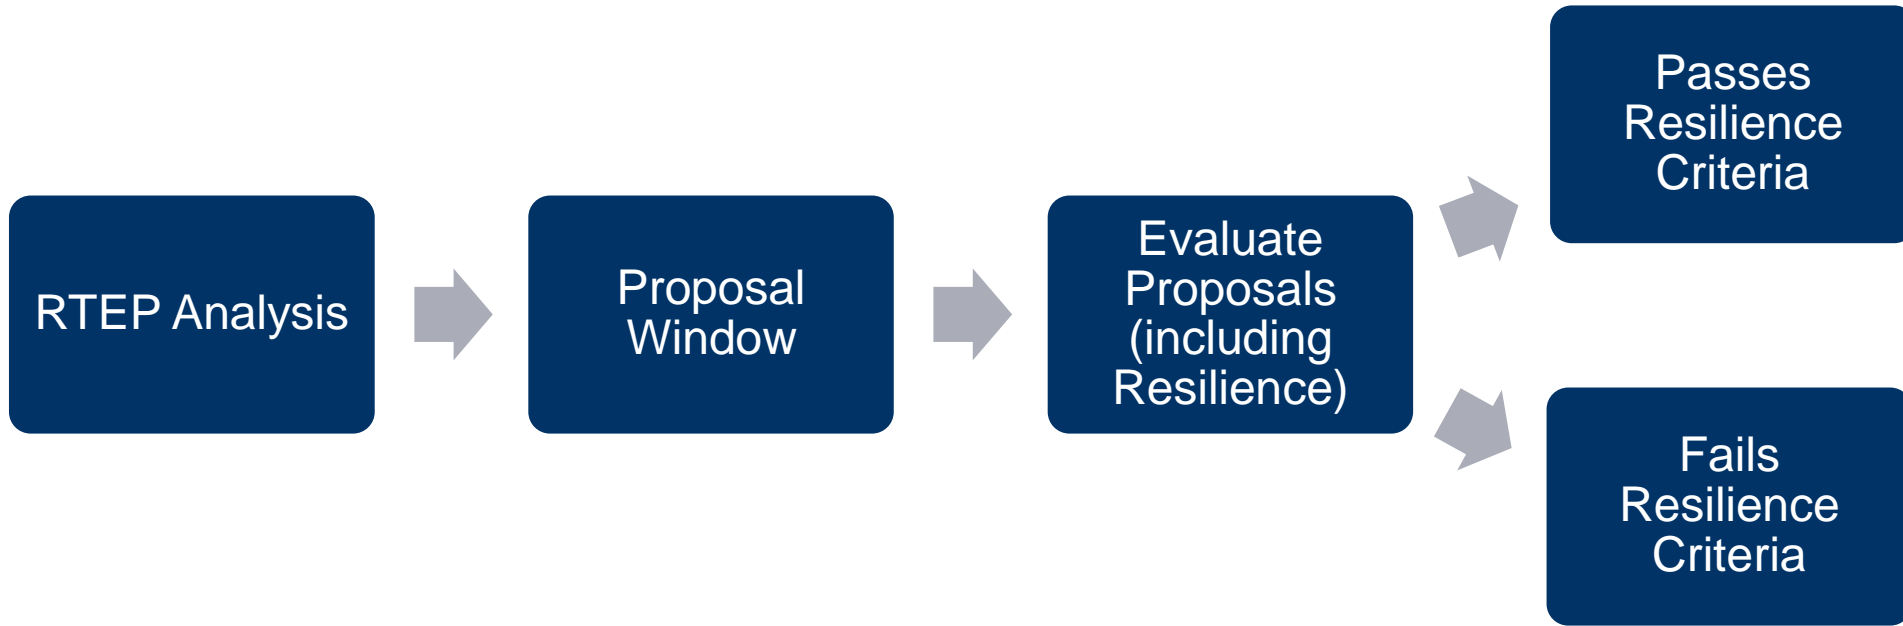 RTEP Analysis
Proposal
Window
Evaluate
Proposals
(including
Resilience)
Passes
Resilience
Criteria
Fails
Resilience
Criteria